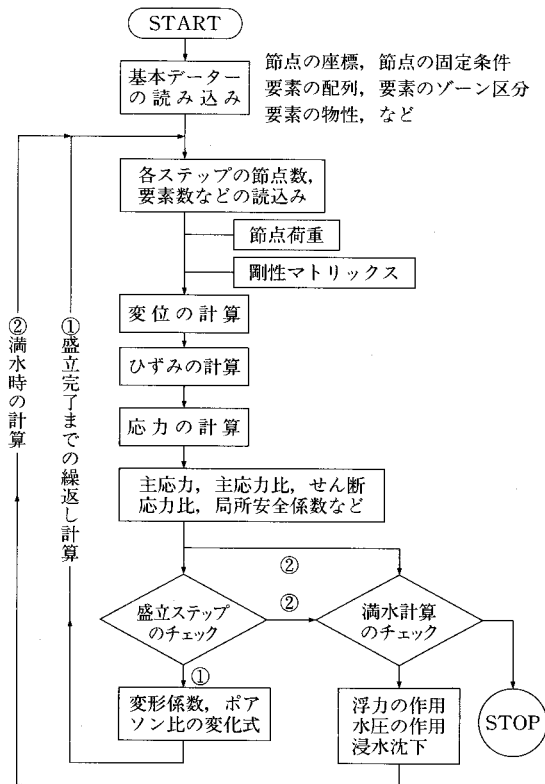 START
基本データー
の読み込み
節点の座標，節点の固定条件
要素の配列，要素のゾーン区分
要素の物性，など
各ステップの節点数，
要素数などの読込み
節点荷重
剛性マトリックス
変位の計算
ひずみの計算
応力の計算
主応力，主応力比，せん断
応力比，局所安全係数など
②満水時の計算
①盛立完了までの繰返し計算
②
盛立ステップ
のチェック
②
満水計算
のチェック
①
変形係数，ポア
ソン比の変化式
浮力の作用
水圧の作用
浸水沈下
STOP